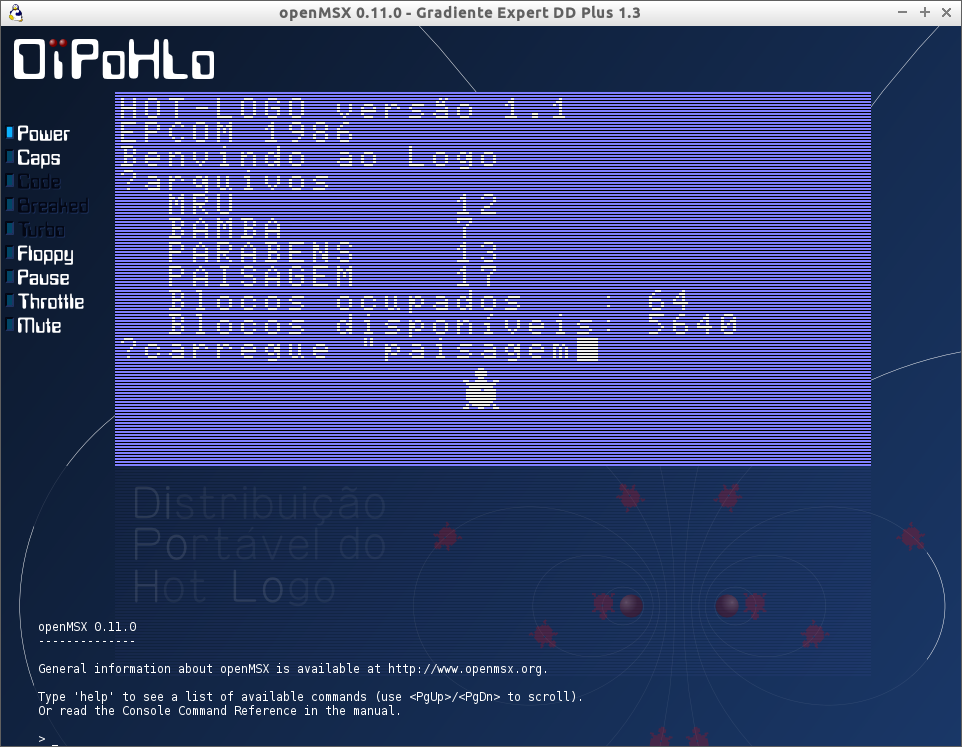 openMSX 0.11.0 - Gradiente Expert DD Plus 1.3
DïPoHLo
Power
Caps
Code
Breaked
Turbo
Floppy
Pause
Throttle
Mute
HOT-LOGO versão 1.1
EPCOM 1986
Benvindo ao Logo
?arquivos
MRU 12
BAMBA 7
PARABENS 13
PAISAGEM 17
Blocos ocupados : 64
Blocos disponíveis: 5640
?carregue "paisagem
Distribuição
Portável do
Hot Logo
openMSX 0.11.0
--------------
General information about openMSX is available at http://www.openmsx.org.
Type 'help' to see a list of available commands (use <PgUp>/<PgDn> to scroll).
Or read the Console Command Reference in the manual.
> _